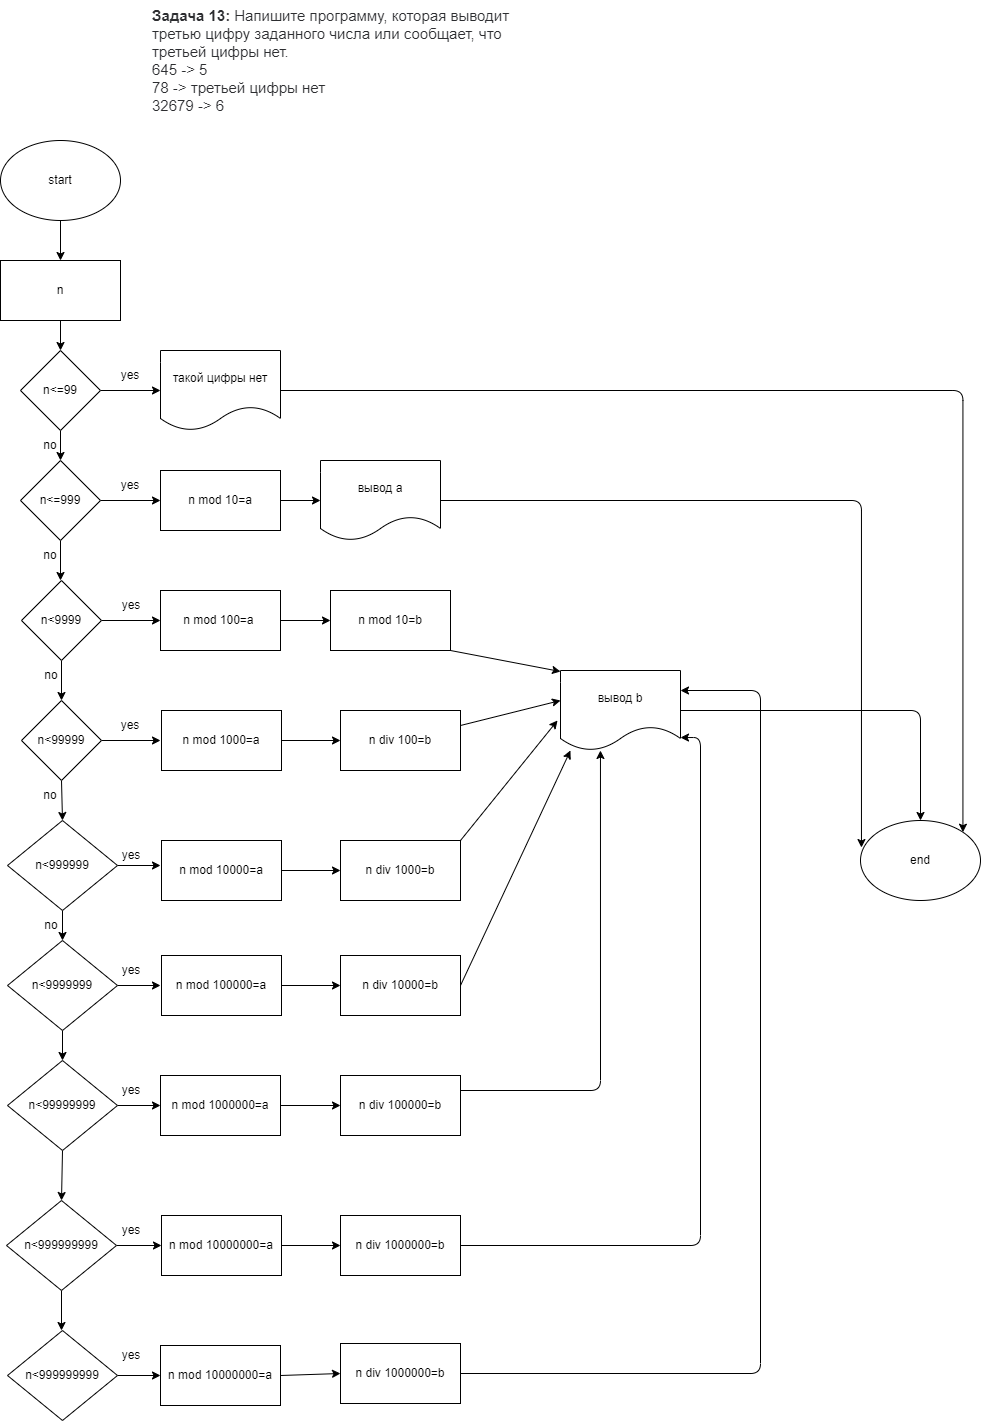 Задача 13: Напишите программу, которая выводит
третью цифру заданного числа или сообщает, что
третьей цифры нет.
645 -> 5
78 -> третьей цифры нет
32679 -> 6
start
n
n<=99
yes
такой цифры нет
no
n<=999
yes
n mod 10=a
вывод a
no
n<9999
yes
n mod 100=a
n mod 10=b
no
вывод b
n<99999
yes
n mod 1000=a
n div 100=b
no
n<999999
yes
n mod 10000=a
n div 1000=b
end
no
n<9999999
yes
n mod 100000=a
n div 10000=b
n<99999999
yes
n mod 1000000=a
n div 100000=b
n<999999999
yes
n mod 10000000=a
n div 1000000=b
n<999999999
yes
n mod 10000000=a
n div 1000000=b